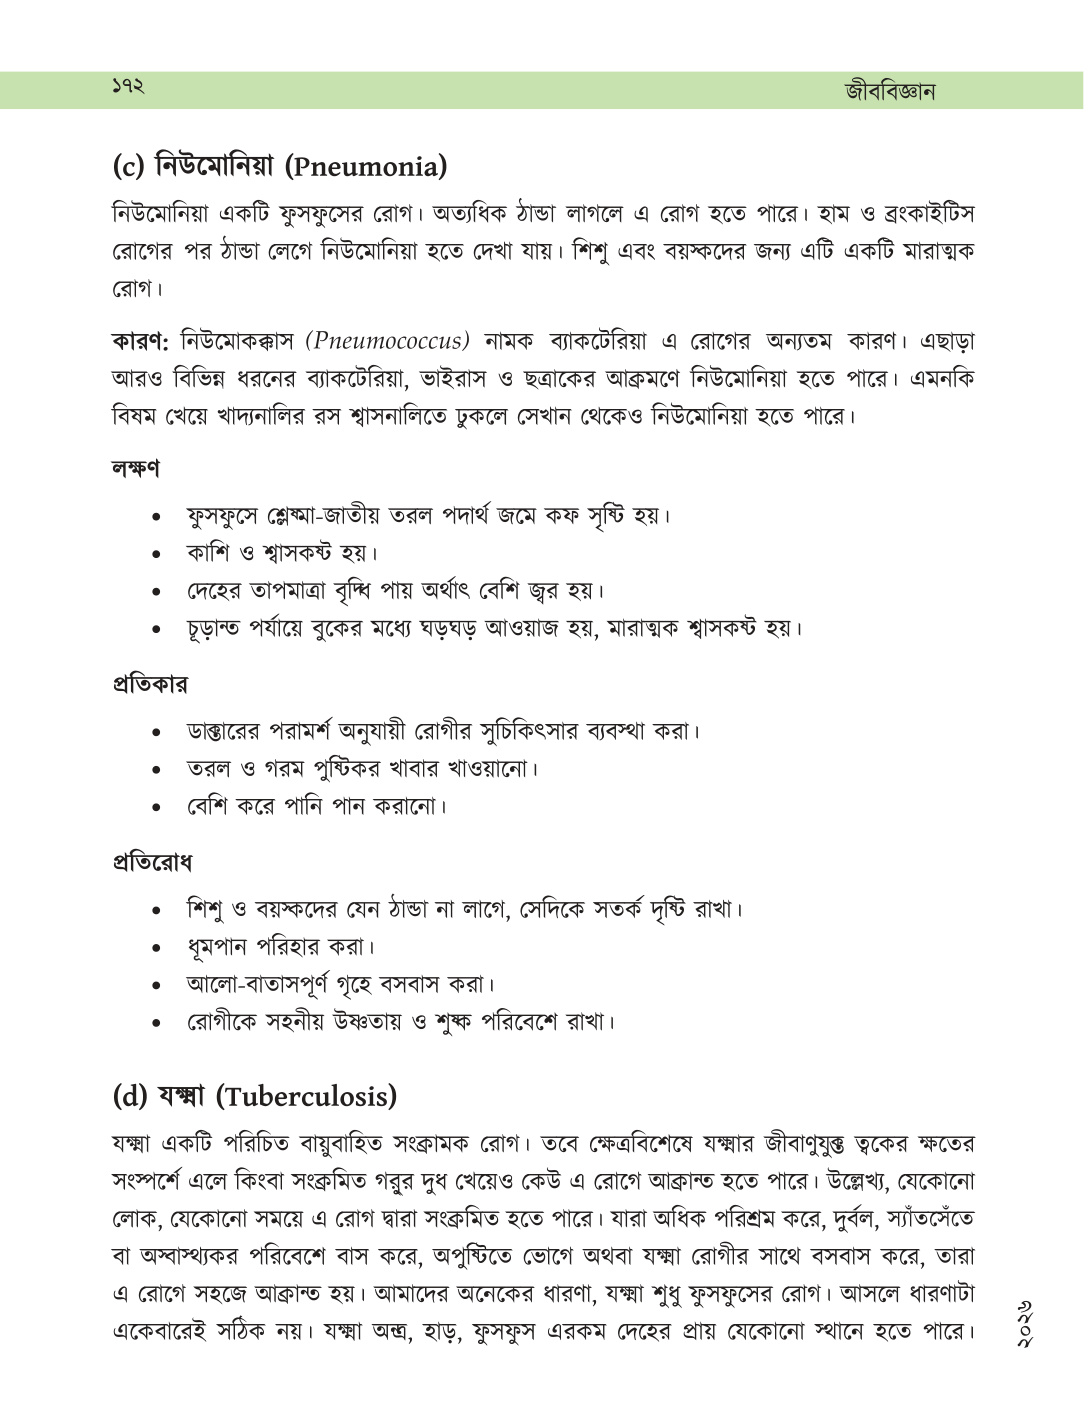 ১৭২
জীববিজ্ঞান
(c) নিউমোনিয়া (Pneumonia)
নিউমোনিয়া একটি ফুসফুসের রোগ। অত্যধিক ঠান্ডা লাগলে এ রোগ হতে পারে। হাম ও ব্রংকাইটিস
রোগের পর ঠান্ডা লেগে নিউমোনিয়া হতে দেখা যায়। শিশু এবং বয়স্কদের জন্য এটি একটি মারাত্মক
রোগ।
কারণ: নিউমোকক্কাস (Pneumococcus) নামক ব্যাকটেরিয়া এ রোগের অন্যতম কারণ। এছাড়া
আরও বিভিন্ন ধরনের ব্যাকটেরিয়া, ভাইরাস ও ছত্রাকের আক্রমণে নিউমোনিয়া হতে পারে। এমনকি
বিষম খেয়ে খাদ্যনালির রস শ্বাসনালিতে ঢুকলে সেখান থেকেও নিউমোনিয়া হতে পারে।
লক্ষণ
• ফুসফুসে শ্লেষ্মা-জাতীয় তরল পদার্থ জমে কফ সৃষ্টি হয়।
• কাশি ও শ্বাসকষ্ট হয়।
• দেহের তাপমাত্রা বৃদ্ধি পায় অর্থাৎ বেশি জ্বর হয়।
• চূড়ান্ত পর্যায়ে বুকের মধ্যে ঘড়ঘড় আওয়াজ হয়, মারাত্মক শ্বাসকষ্ট হয়।
প্রতিকার
• ডাক্তারের পরামর্শ অনুযায়ী রোগীর সুচিকিৎসার ব্যবস্থা করা।
• তরল ও গরম পুষ্টিকর খাবার খাওয়ানো।
• বেশি করে পানি পান করানো।
প্রতিরোধ
• শিশু ও বয়স্কদের যেন ঠান্ডা না লাগে, সেদিকে সতর্ক দৃষ্টি রাখা।
• ধূমপান পরিহার করা।
• আলো-বাতাসপূর্ণ গৃহে বসবাস করা।
• রোগীকে সহনীয় উষ্ণতায় ও শুষ্ক পরিবেশে রাখা।
(d) যক্ষ্মা (Tuberculosis)
যক্ষ্মা একটি পরিচিত বায়ুবাহিত সংক্রামক রোগ। তবে ক্ষেত্রবিশেষে যক্ষ্মার জীবাণুযুক্ত ত্বকের ক্ষতের
সংস্পর্শে এলে কিংবা সংক্রমিত গরুর দুধ খেয়েও কেউ এ রোগে আক্রান্ত হতে পারে। উল্লেখ্য, যেকোনো
লোক, যেকোনো সময়ে এ রোগ দ্বারা সংক্রমিত হতে পারে। যারা অধিক পরিশ্রম করে, দুর্বল, স্যাঁতসেঁতে
বা অস্বাস্থ্যকর পরিবেশে বাস করে, অপুষ্টিতে ভোগে অথবা যক্ষ্মা রোগীর সাথে বসবাস করে, তারা
এ রোগে সহজে আক্রান্ত হয়। আমাদের অনেকের ধারণা, যক্ষ্মা শুধু ফুসফুসের রোগ। আসলে ধারণাটা
একেবারেই সঠিক নয়। যক্ষ্মা অন্ত্র, হাড়, ফুসফুস এরকম দেহের প্রায় যেকোনো স্থানে হতে পারে।
২০২৬